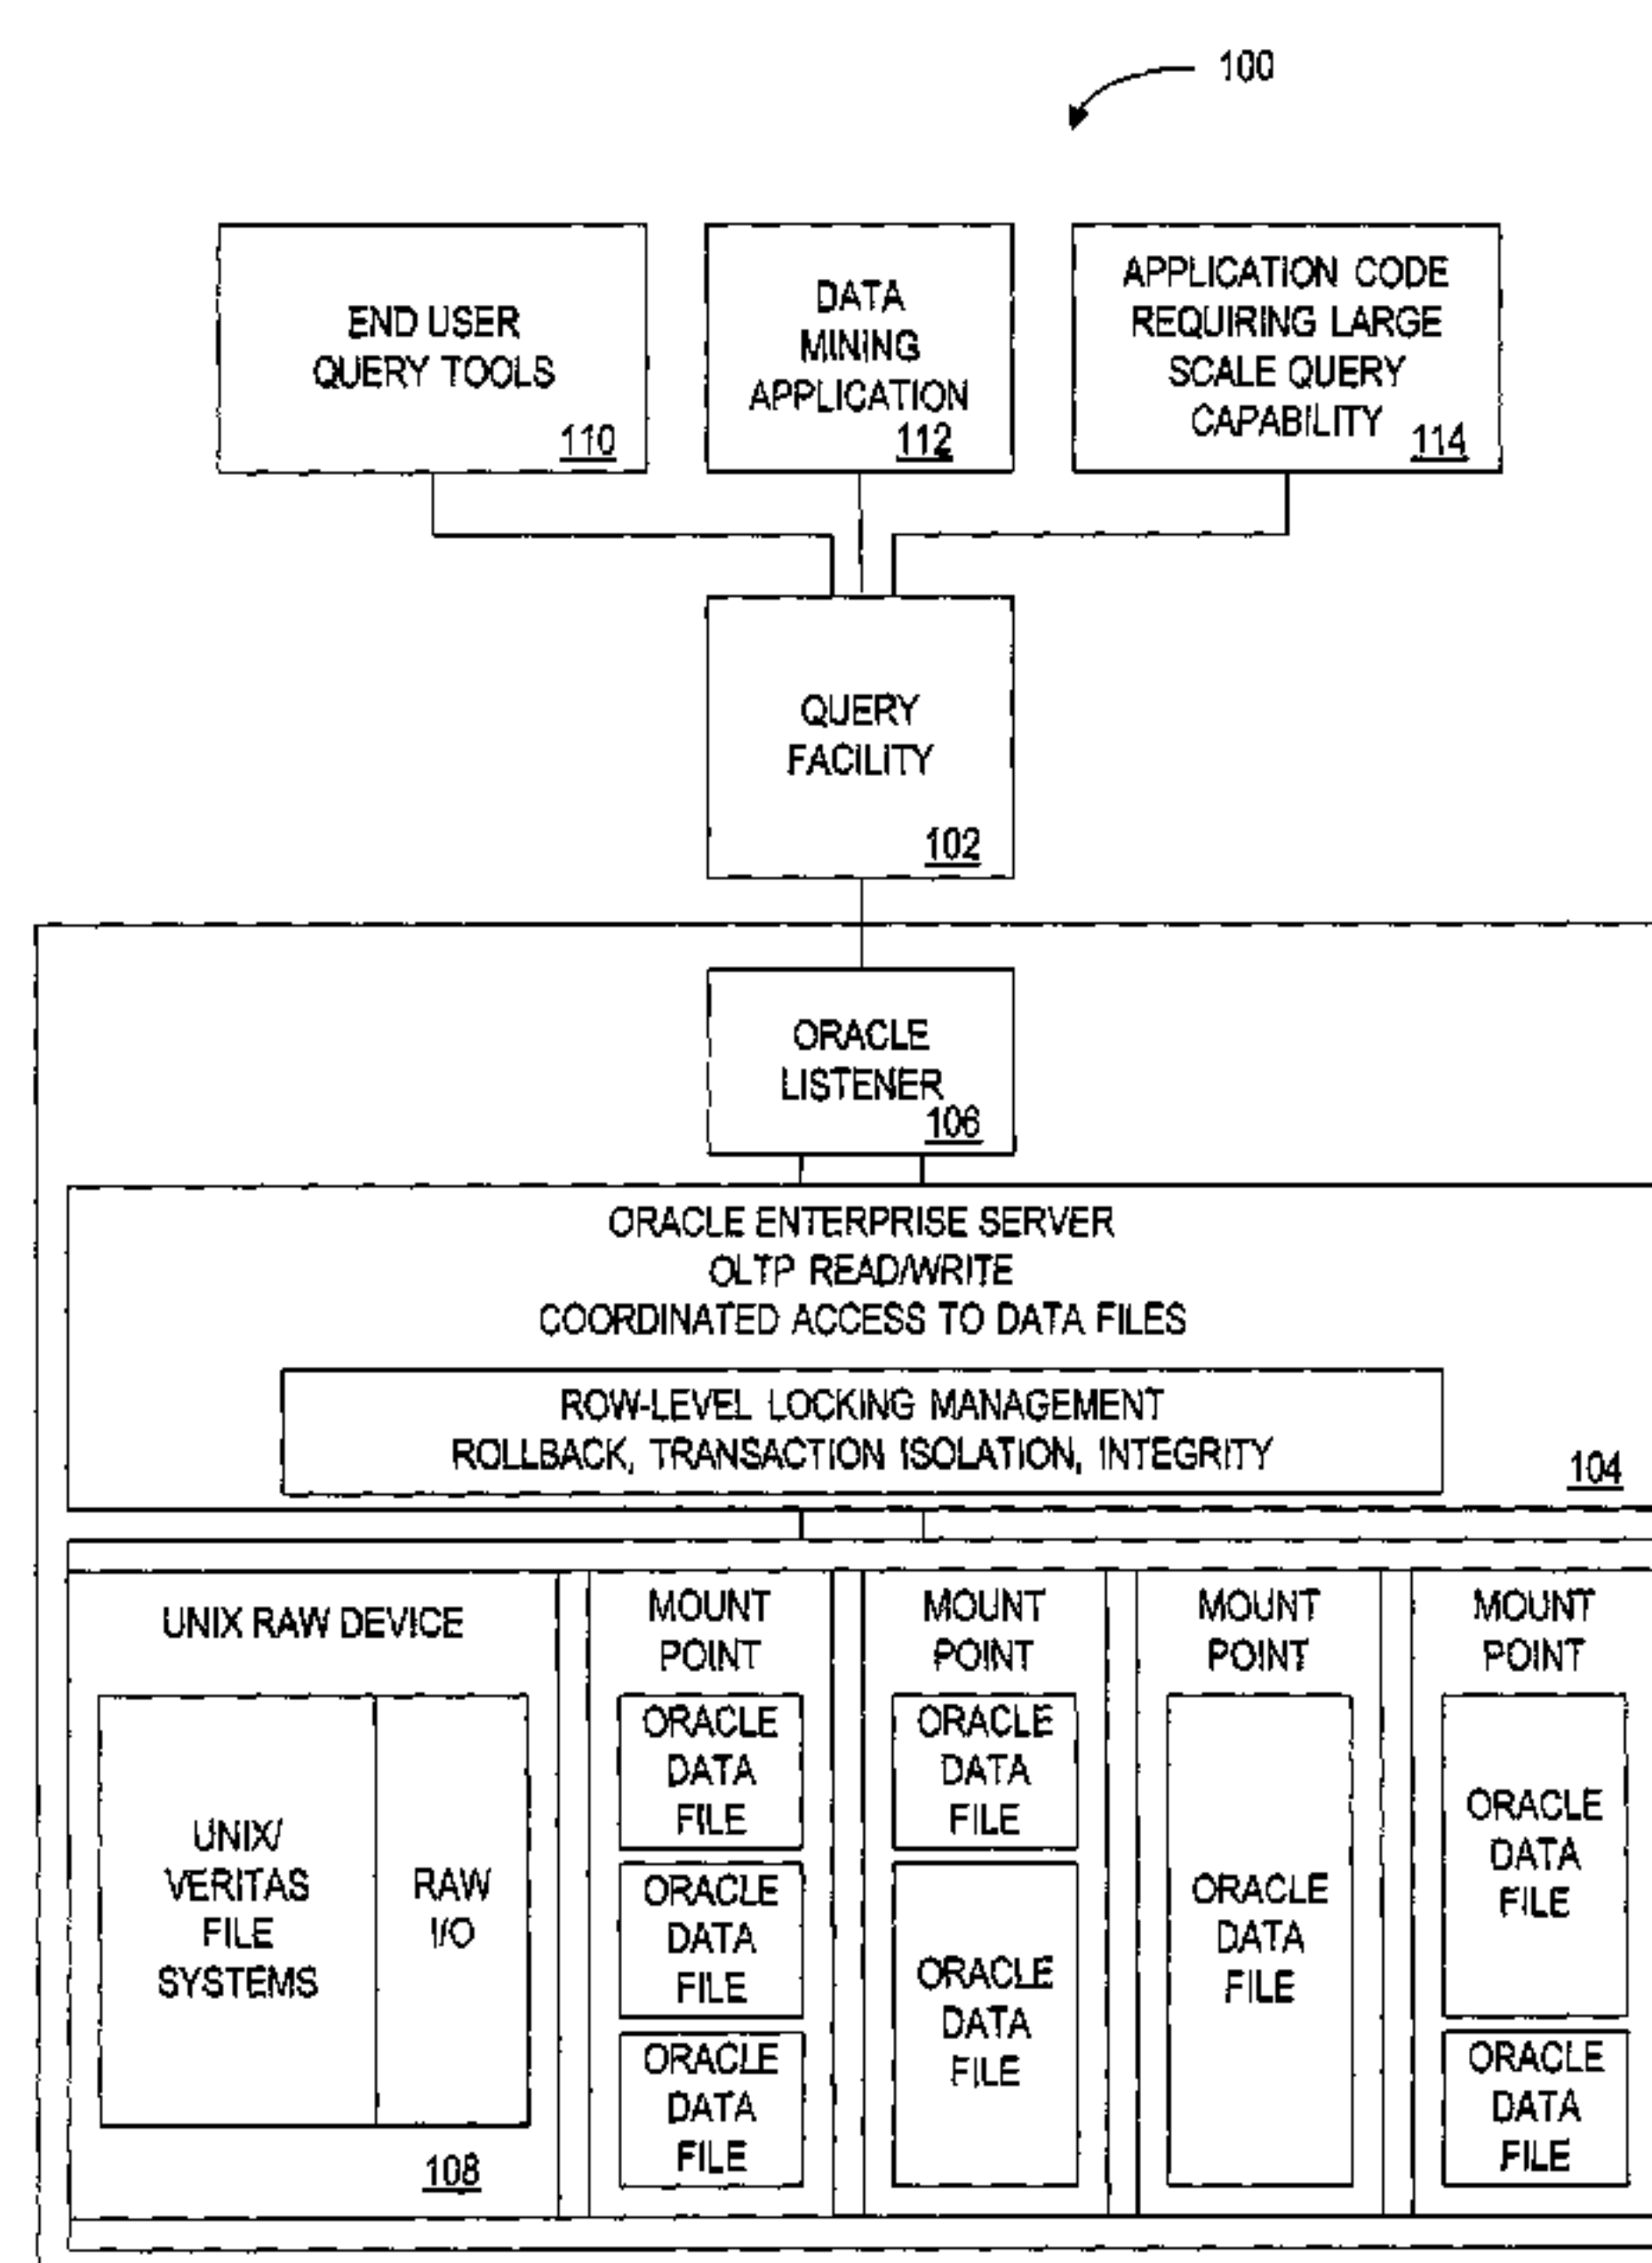 100
END USER
QUERY TOOLS
110
DATA
MINING
APPLICATION
112
APPLICATION CODE
REQUIRING LARGE
SCALE QUERY
CAPABILITY
114
QUERY
FACILITY
102
ORACLE
LISTENER
106
ORACLE ENTERPRISE SERVER
OLTP READ/WRITE
COORDINATED ACCESS TO DATA FILES
ROW-LEVEL LOCKING MANAGEMENT
ROLLBACK, TRANSACTION ISOLATION, INTEGRITY
104
UNIX RAW DEVICE
UNIX/
VERITAS
FILE
SYSTEMS
RAW
I/O
108
MOUNT
POINT
ORACLE
DATA
FILE
ORACLE
DATA
FILE
ORACLE
DATA
FILE
MOUNT
POINT
ORACLE
DATA
FILE
ORACLE
DATA
FILE
MOUNT
POINT
ORACLE
DATA
FILE
MOUNT
POINT
ORACLE
DATA
FILE
ORACLE
DATA
FILE